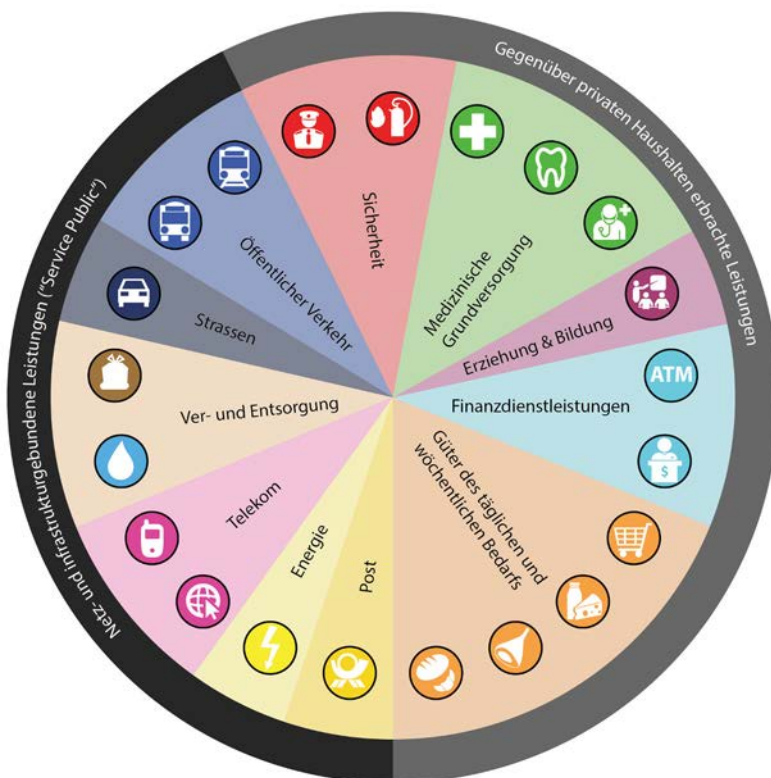 Gegenüber privaten Haushalten erbrachte Leistungen
Netz- und infrastrukturgebundene Leistungen ("Service Public")
Sicherheit
Medizinische
Grundversorgung
Erziehung & Bildung
ATM
Finanzdienstleistungen
$
Güter des täglichen und
wöchentlichen Bedarfs
Post
Energie
Telekom
Ver- und Entsorgung
Strassen
Öffentlicher Verkehr